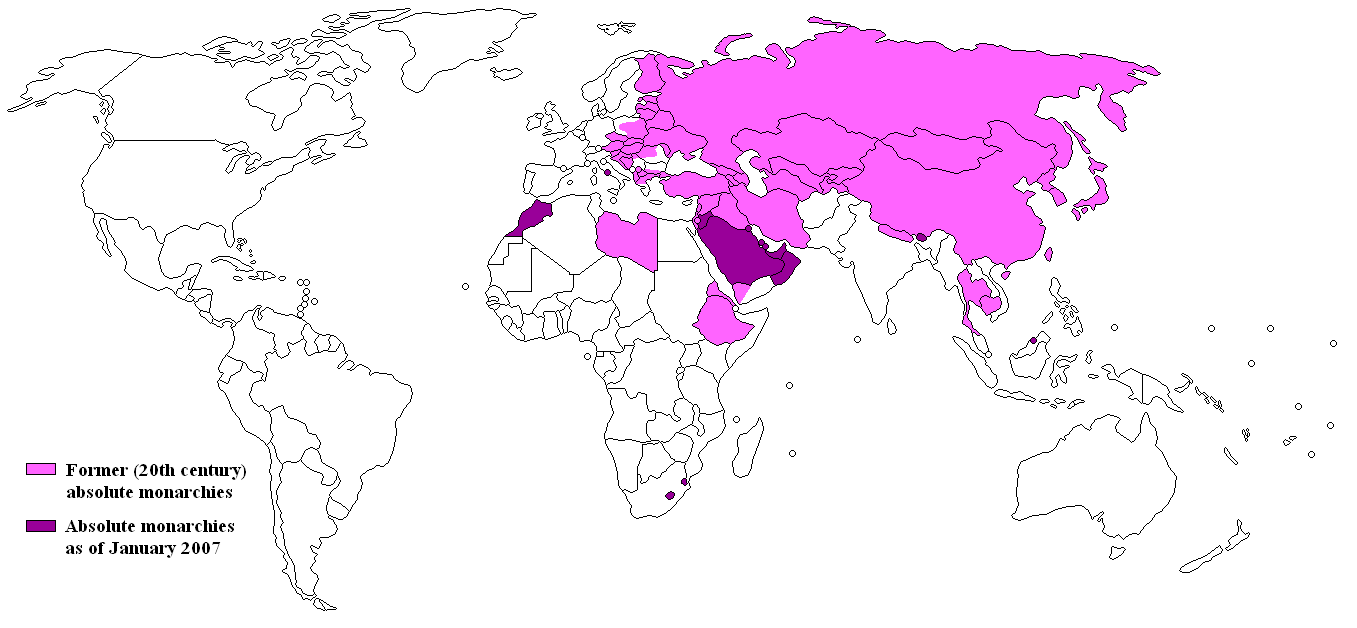 Former (20th century)
absolute monarchies
Absolute monarchies
as of January 2007